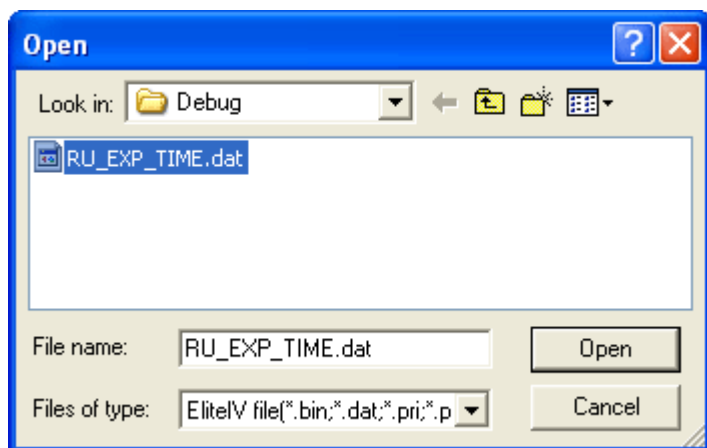 Open
Look in: Debug
RU_EXP_TIME.dat
File name: RU_EXP_TIME.dat Open
Files of type: EliteIV file(*.bin;*.dat;*.pri;*.p Cancel